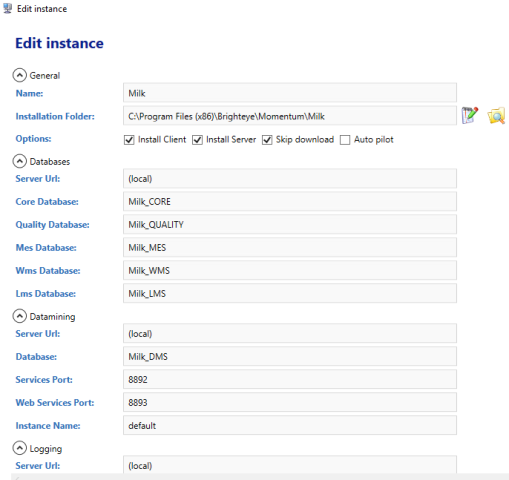 Edit instance
Edit instance
General
Name: Milk
Installation Folder: C:\Program Files (x86)\Brighteye\Momentum\Milk
Options: Install Client Install Server Skip download Auto pilot
Databases
Server Url: (local)
Core Database: Milk_CORE
Quality Database: Milk_QUALITY
Mes Database: Milk_MES
Wms Database: Milk_WMS
Lms Database: Milk_LMS
Datamining
Server Url: (local)
Database: Milk_DMS
Services Port: 8892
Web Services Port: 8893
Instance Name: default
Logging
Server Url: (local)